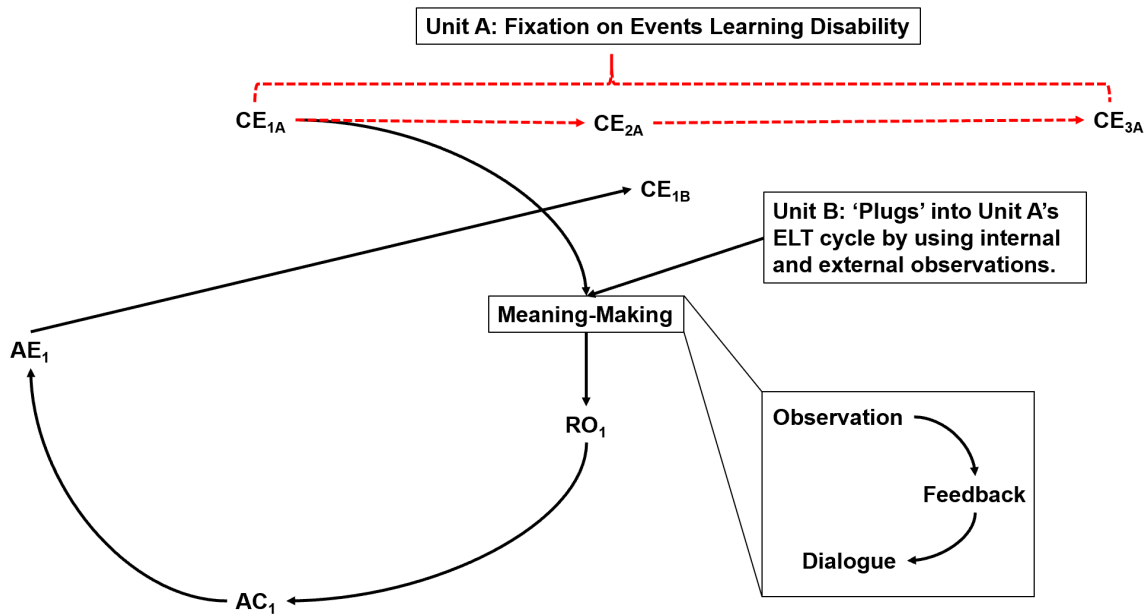 Unit A: Fixation on Events Learning Disability
CE1A
CE2A
CE3A
CE1B
Unit B: ‘Plugs’ into Unit A’s
ELT cycle by using internal
and external observations.
Meaning-Making
AE1
RO1
Observation
Feedback
Dialogue
AC1